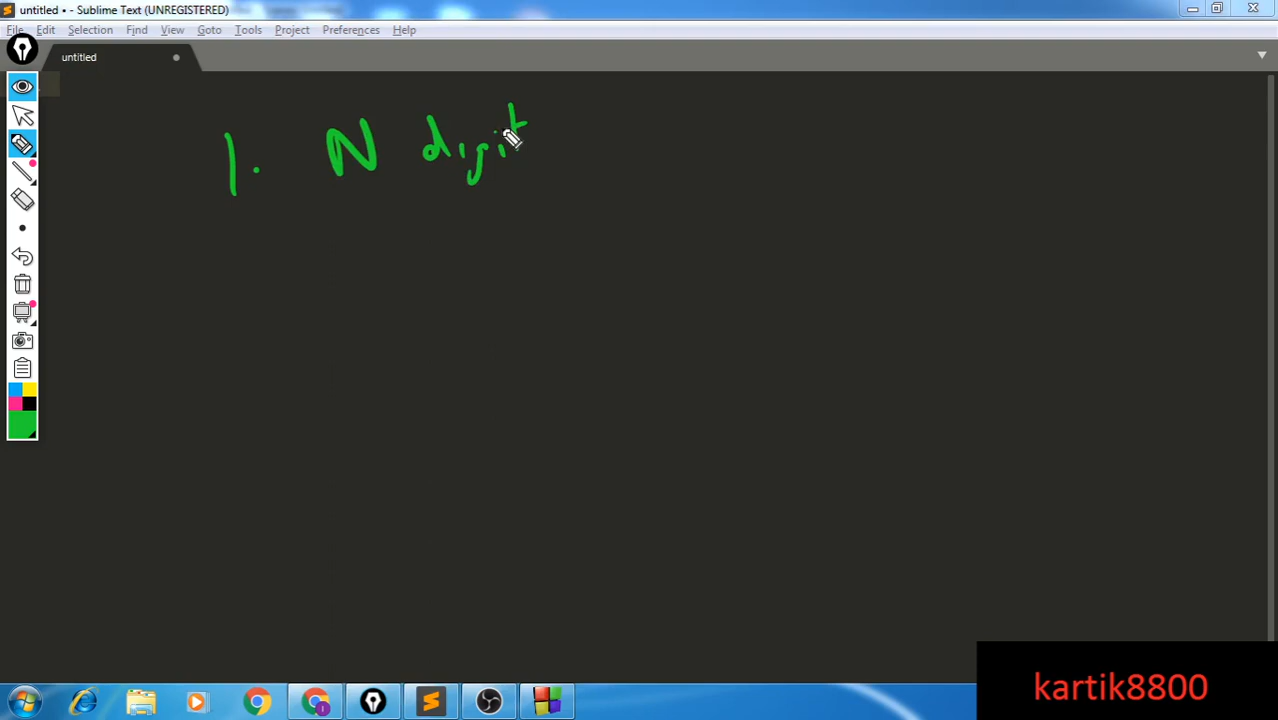 untitled • - Sublime Text (UNREGISTERED)
File Edit Selection Find View Goto Tools Project Preferences Help
untitled
1. N digit
kartik8800